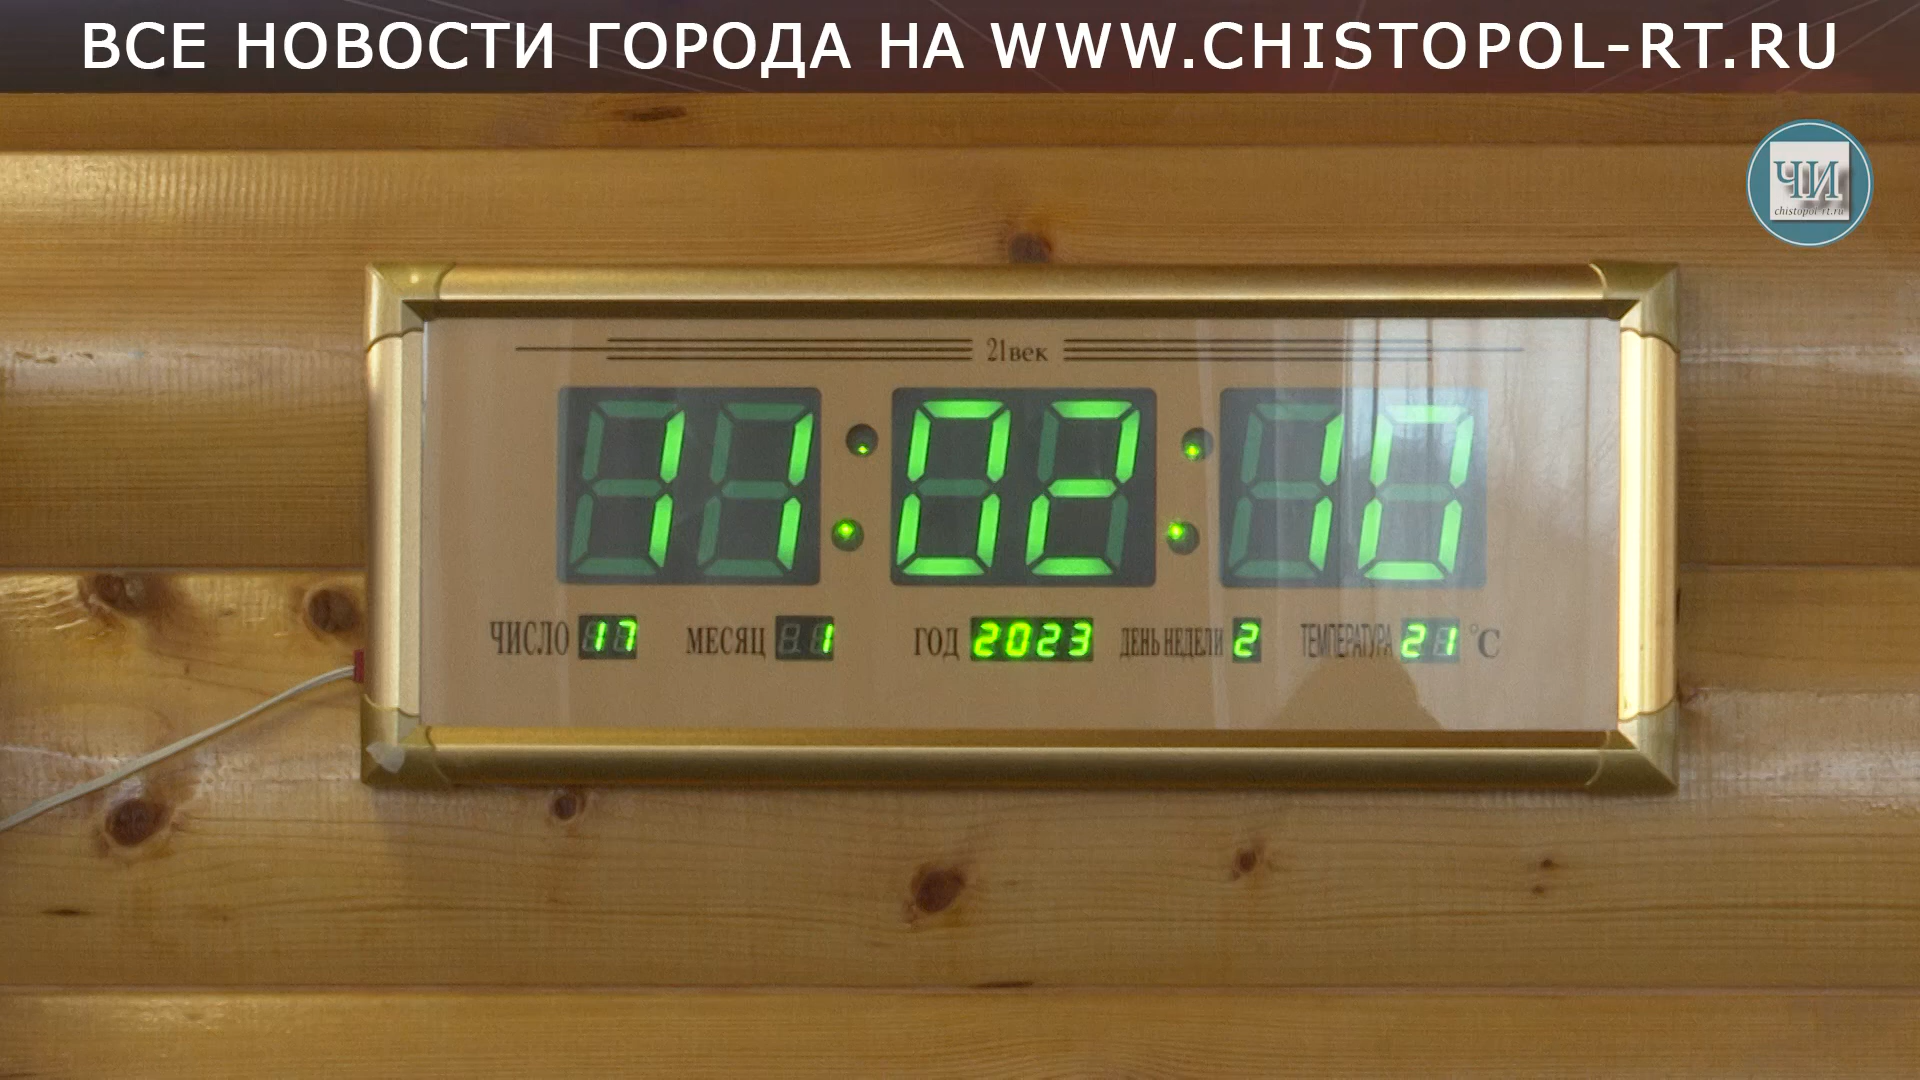 ВСЕ НОВОСТИ ГОРОДА НА WWW.CHISTOPOL-RT.RU
ЧИ
chistopol-rt.ru
21век
11:02:10
ЧИСЛО 17 МЕСЯЦ 1 ГОД 2023 ДЕНЬ НЕДЕЛИ 2 ТЕМПЕРАТУРА 21 °C